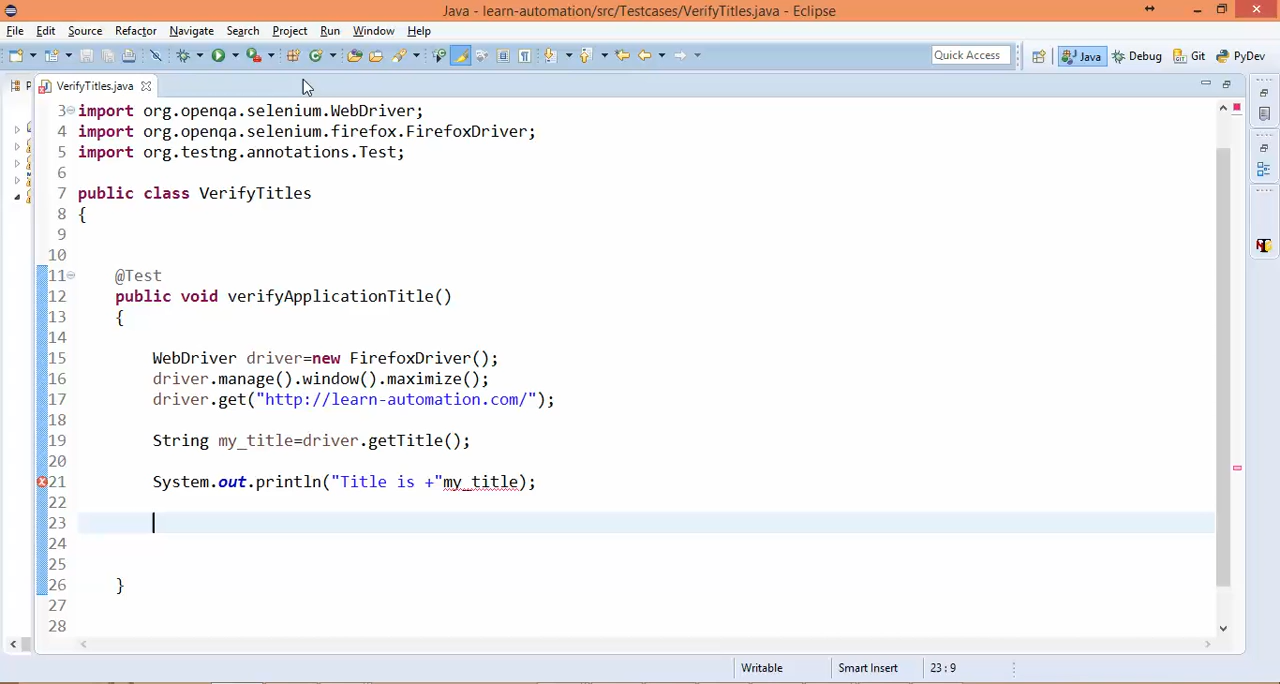 Java - learn-automation/src/Testcases/VerifyTitles.java - Eclipse
File Edit Source Refactor Navigate Search Project Run Window Help
Quick Access Java Debug Git PyDev
VerifyTitles.java
3 import org.openqa.selenium.WebDriver;
4 import org.openqa.selenium.firefox.FirefoxDriver;
5 import org.testng.annotations.Test;
6
7 public class VerifyTitles
8 {
9
10
11 @Test
12 public void verifyApplicationTitle()
13 {
14
15 WebDriver driver=new FirefoxDriver();
16 driver.manage().window().maximize();
17 driver.get("http://learn-automation.com/");
18
19 String my_title=driver.getTitle();
20
21 System.out.println("Title is +"my_title);
22
23
24
25
26 }
27
28
Writable Smart Insert 23 : 9